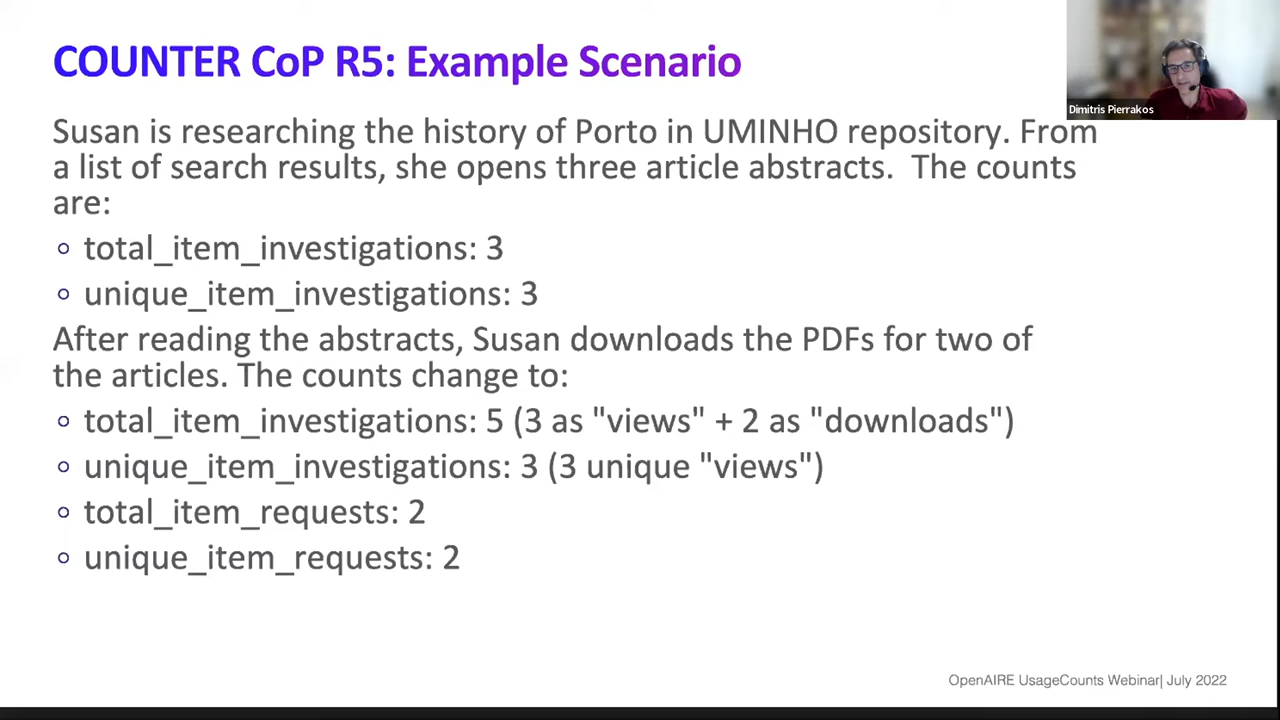 COUNTER CoP R5: Example Scenario
Dimitris Pierrakos
Susan is researching the history of Porto in UMINHO repository. From
a list of search results, she opens three article abstracts.  The counts
are:
◦ total_item_investigations: 3
◦ unique_item_investigations: 3
After reading the abstracts, Susan downloads the PDFs for two of
the articles. The counts change to:
◦ total_item_investigations: 5 (3 as "views" + 2 as "downloads")
◦ unique_item_investigations: 3 (3 unique "views")
◦ total_item_requests: 2
◦ unique_item_requests: 2
OpenAIRE UsageCounts Webinar| July 2022